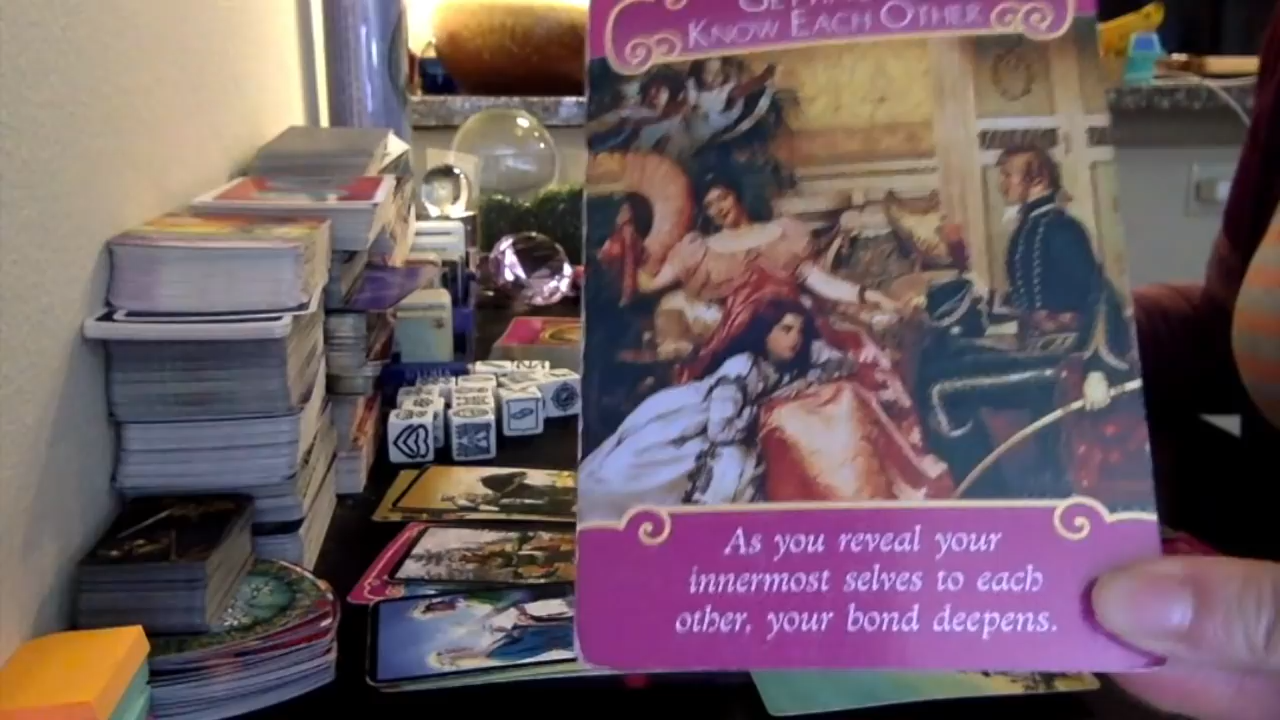 KNOW EACH OTHER
As you reveal your
innermost selves to each
other, your bond deepens.